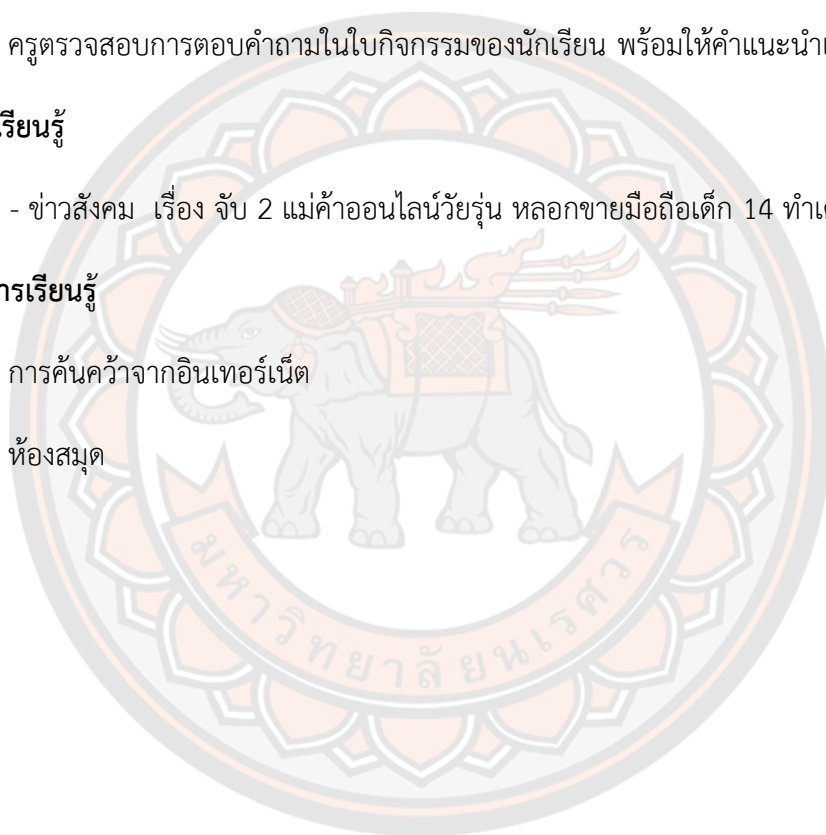 ครูตรวจสอบการตอบคำถามในใบกิจกรรมของนักเรียน พร้อมให้คำแนะนำ
เรียนรู้
- ข่าวสังคม เรื่อง จับ 2 แม่ค้าออนไลน์วัยรุ่น หลอกขายมือถือเด็ก 14
ารเรียนรู้
การค้นคว้าจากอินเทอร์เน็ต
ห้องสมุด
มหาวิทยาลัยนเรศวร